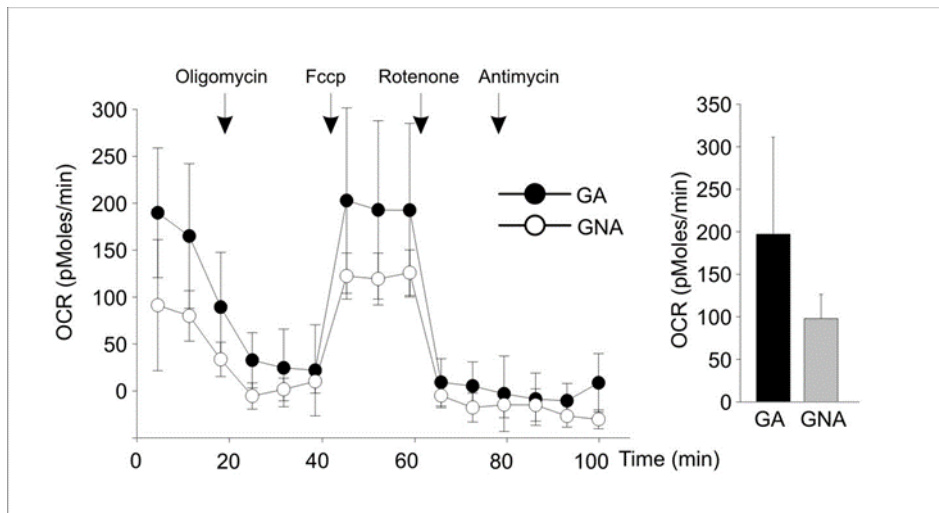 Oligomycin Fccp Rotenone Antimycin
OCR (pMoles/min)
300
250
200
150
100
50
0
GA
GNA
0 20 40 60 80 100 Time (min)
OCR (pMoles/min)
350
300
250
200
150
100
50
0
GA GNA